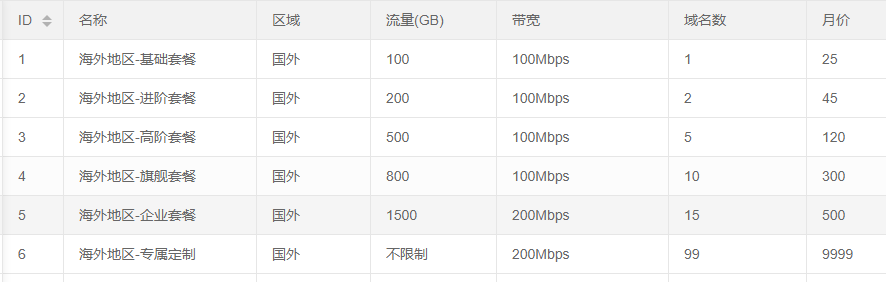 ID 名称 区域 流量(GB) 带宽 域名数 月价
1 海外地区-基础套餐 国外 100 100Mbps 1 25
2 海外地区-进阶套餐 国外 200 100Mbps 2 45
3 海外地区-高阶套餐 国外 500 100Mbps 5 120
4 海外地区-旗舰套餐 国外 800 100Mbps 10 300
5 海外地区-企业套餐 国外 1500 200Mbps 15 500
6 海外地区-专属定制 国外 不限制 200Mbps 99 9999